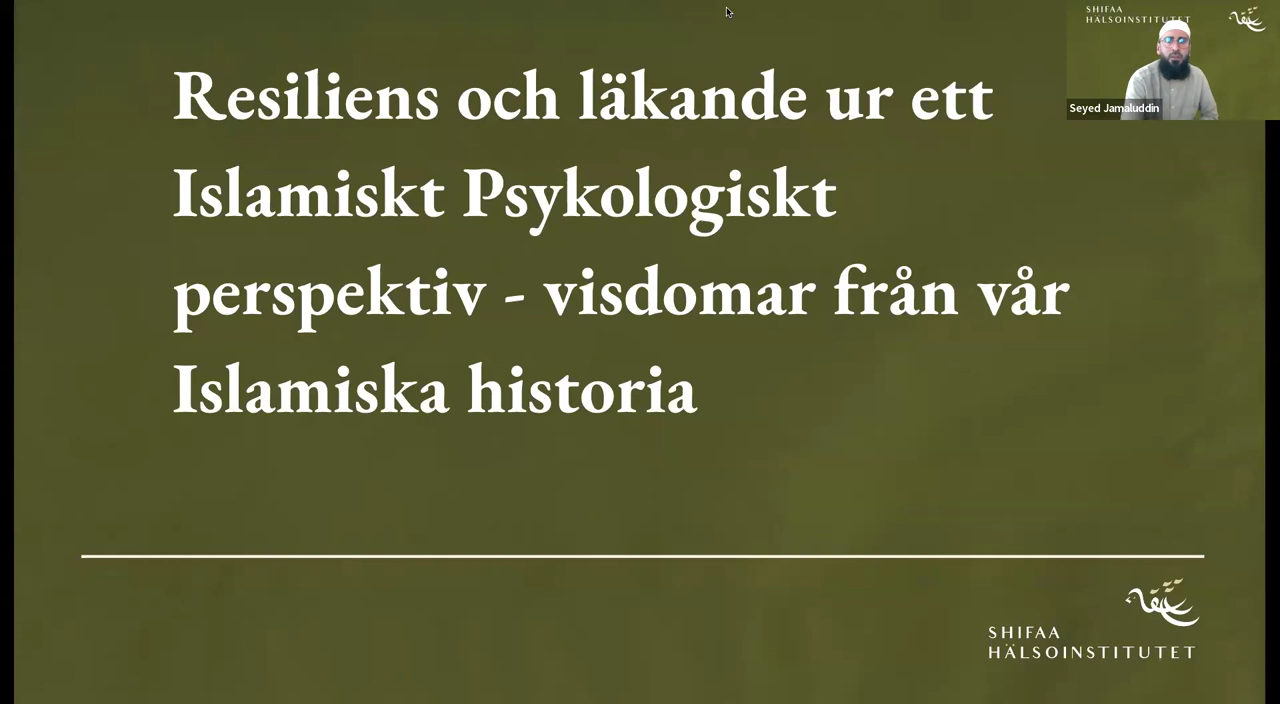 SHIFAA
HÄLSOINSTITUTET
Seyed Jamaluddin
Resiliens och läkande ur ett
Islamiskt Psykologiskt
perspektiv - visdomar från vår
Islamiska historia
SHIFAA
HÄLSOINSTITUTET